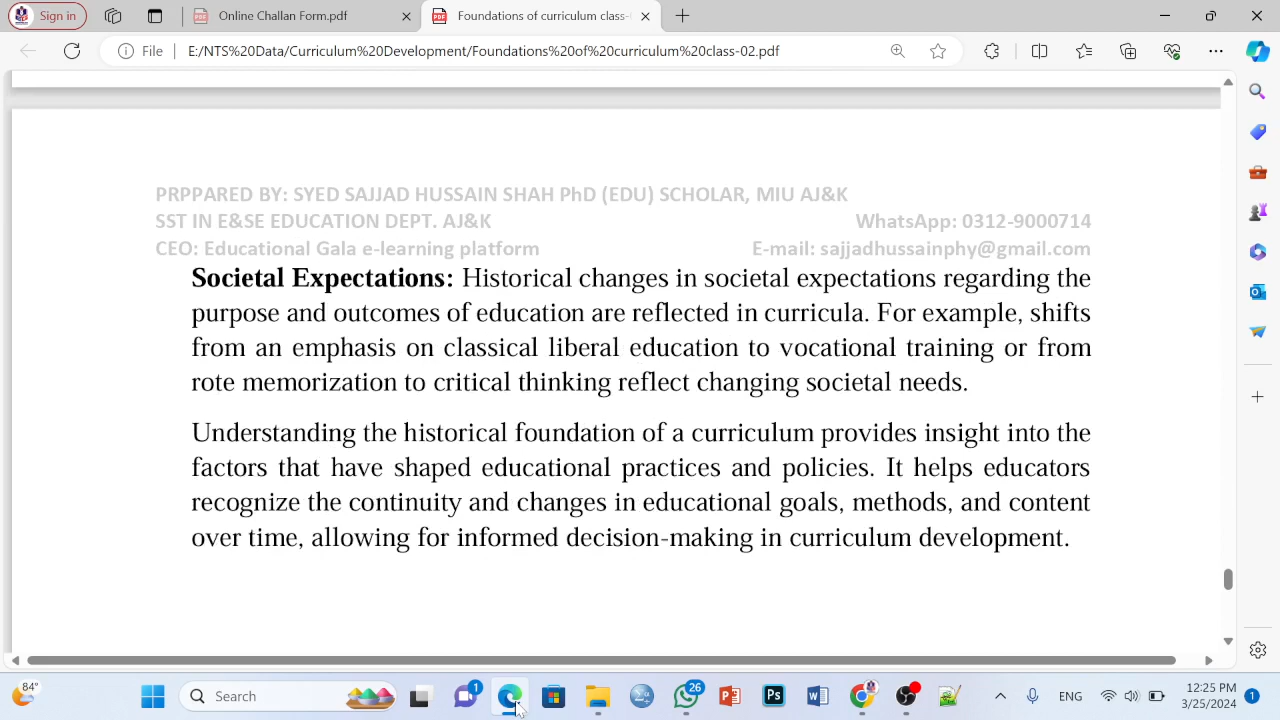 Sign in
Online Challan Form.pdf
Foundations of curriculum class-
File
E:/NTS%20Data/Curriculum%20Development/Foundations%20of%20curriculum%20class-02.pdf
PRPPARED BY: SYED SAJJAD HUSSAIN SHAH PhD (EDU) SCHOLAR, MIU AJ&K
SST IN E&SE EDUCATION DEPT. AJ&K WhatsApp: 0312-9000714
CEO: Educational Gala e-learning platform E-mail: sajjadhussainphy@gmail.com
Societal Expectations: Historical changes in societal expectations regarding the
purpose and outcomes of education are reflected in curricula. For example, shifts
from an emphasis on classical liberal education to vocational training or from
rote memorization to critical thinking reflect changing societal needs.
Understanding the historical foundation of a curriculum provides insight into the
factors that have shaped educational practices and policies. It helps educators
recognize the continuity and changes in educational goals, methods, and content
over time, allowing for informed decision-making in curriculum development.
84°
Search
1
26
ENG
12:25 PM
3/25/2024
1